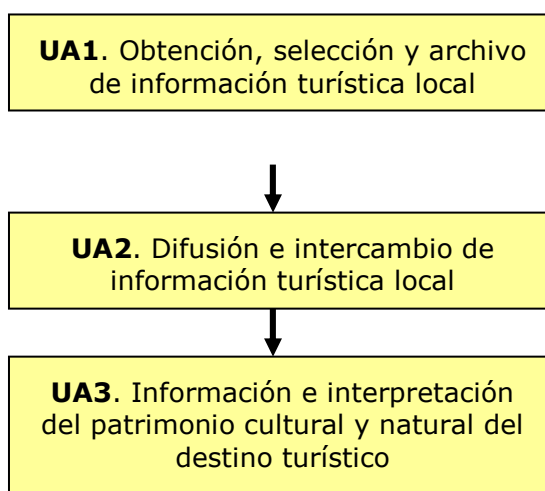 UA1. Obtención, selección y archivo
de información turística local
UA2. Difusión e intercambio de
información turística local
UA3. Información e interpretación
del patrimonio cultural y natural del
destino turístico